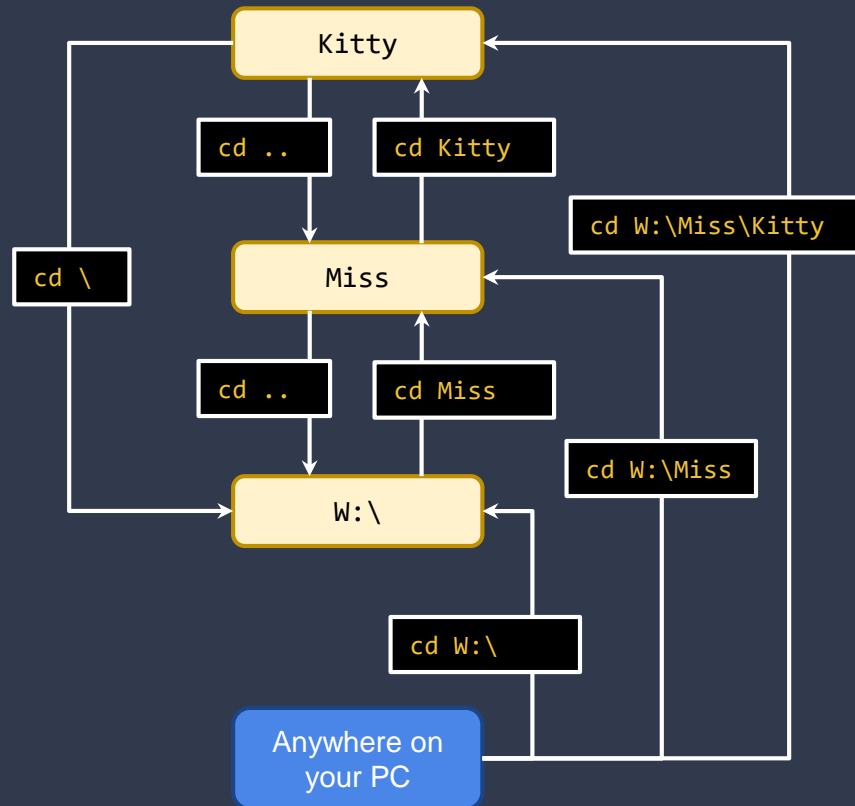 Kitty
cd ..
cd Kitty
cd W:\Miss\Kitty
cd \
Miss
cd ..
cd Miss
cd W:\Miss
W:\
cd W:\
Anywhere on
your PC